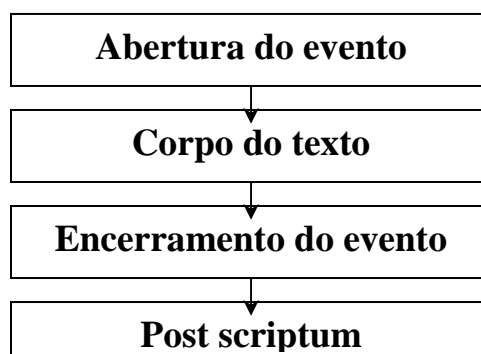 Abertura do evento
Corpo do texto
Encerramento do evento
Post scriptum